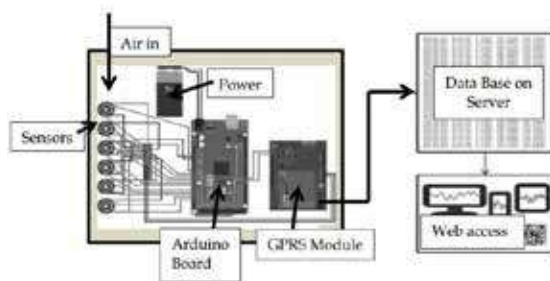 Air in
Power
Sensors
Arduino
Board
GPRS Module
Data Base on
Server
Web access